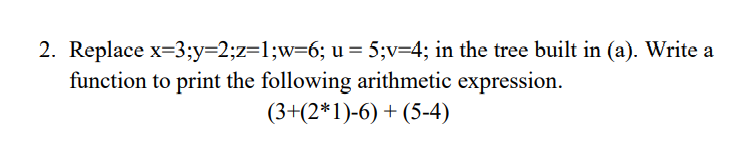 2. Replace x=3;y=2;z=1;w=6; u = 5;v=4; in the tree built in (a). Write a
function to print the following arithmetic expression.
(3+(2*1)-6) + (5-4)